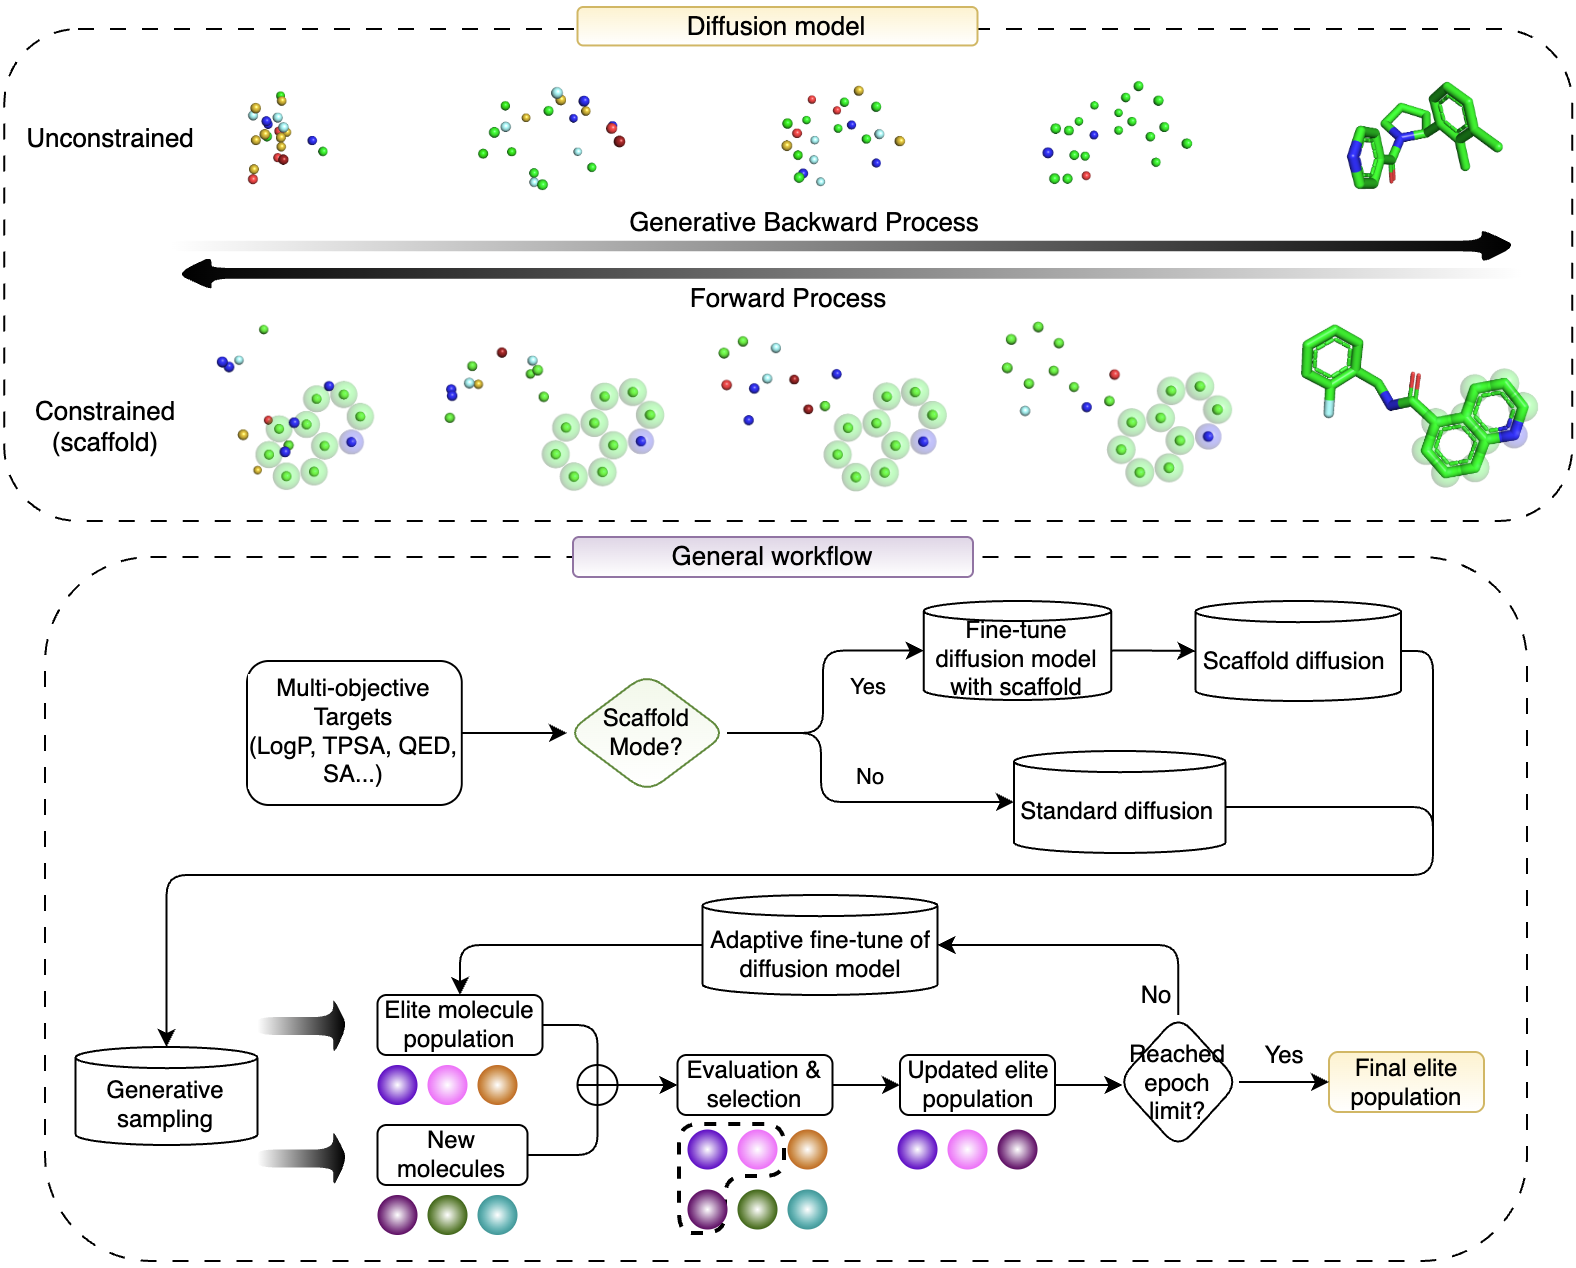 Diffusion model
Unconstrained
Generative Backward Process
Forward Process
Constrained
(scaffold)
General workflow
Multi-objective
Targets
(LogP, TPSA, QED,
SA...)
Scaffold
Mode?
Yes
No
Fine-tune
diffusion model
with scaffold
Scaffold diffusion
Standard diffusion
Adaptive fine-tune of
diffusion model
Generative
sampling
Elite molecule
population
New
molecules
Evaluation &
selection
Updated elite
population
Reached
epoch
limit?
No
Yes
Final elite
population